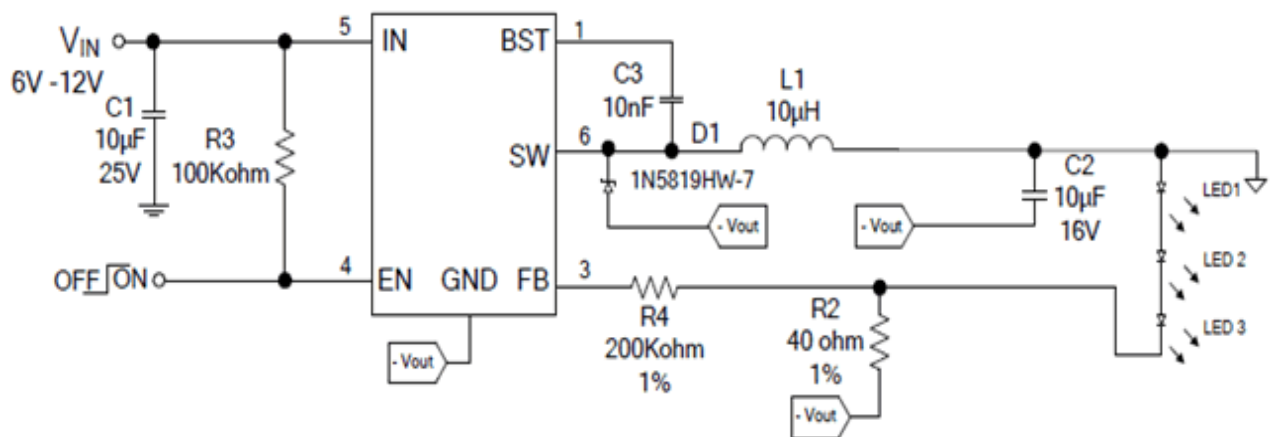 VIN
6V -12V
C1
10µF
25V
R3
100Kohm
OFF ON
5
IN
BST
1
C3
10nF
6
SW
D1
1N5819HW-7
L1
10µH
- Vout
- Vout
C2
10µF
16V
LED1
LED 2
LED 3
4
EN
GND
FB
3
R4
200Kohm
1%
R2
40 ohm
1%
- Vout
- Vout